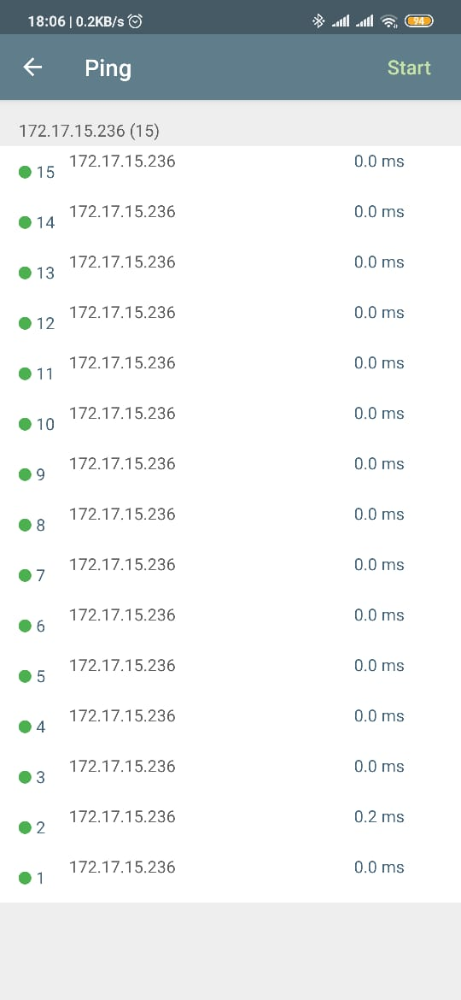 18:06 | 0.2KB/s 94
Ping Start
172.17.15.236 (15)
15 172.17.15.236 0.0 ms
14 172.17.15.236 0.0 ms
13 172.17.15.236 0.0 ms
12 172.17.15.236 0.0 ms
11 172.17.15.236 0.0 ms
10 172.17.15.236 0.0 ms
9 172.17.15.236 0.0 ms
8 172.17.15.236 0.0 ms
7 172.17.15.236 0.0 ms
6 172.17.15.236 0.0 ms
5 172.17.15.236 0.0 ms
4 172.17.15.236 0.0 ms
3 172.17.15.236 0.0 ms
2 172.17.15.236 0.2 ms
1 172.17.15.236 0.0 ms